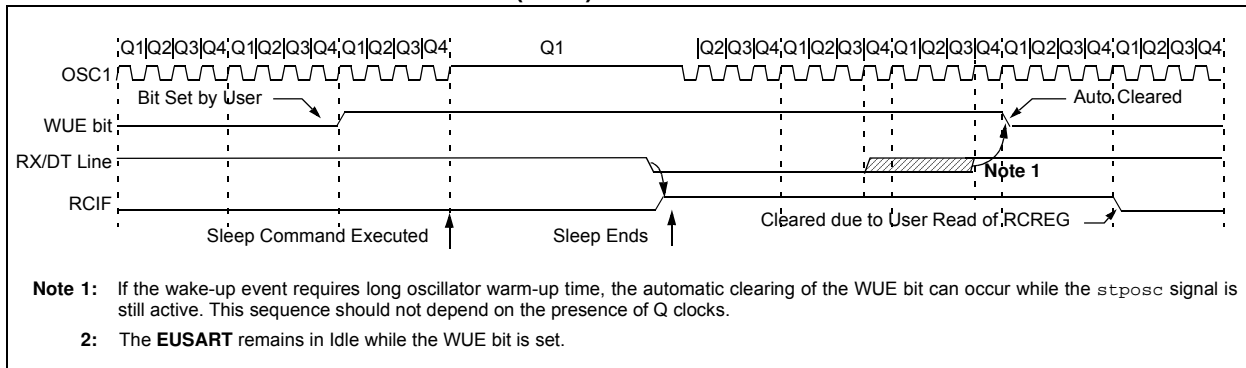 Q1|Q2|Q3|Q4|Q1|Q2|Q3|Q4|Q1|Q2|Q3|Q4 Q1 |Q2|Q3|Q4|Q1|Q2|Q3|Q4|Q1|Q2|Q3|Q4|Q1|Q2|Q3|Q4|Q1|Q2|Q3|Q4
OSC1
Bit Set by User Auto Cleared
WUE bit
RX/DT Line
Note 1
RCIF
Cleared due to User Read of RCREG
Sleep Command Executed Sleep Ends
Note 1: If the wake-up event requires long oscillator warm-up time, the automatic clearing of the WUE bit can occur while the stposc signal is
still active. This sequence should not depend on the presence of Q clocks.
2: The EUSART remains in Idle while the WUE bit is set.